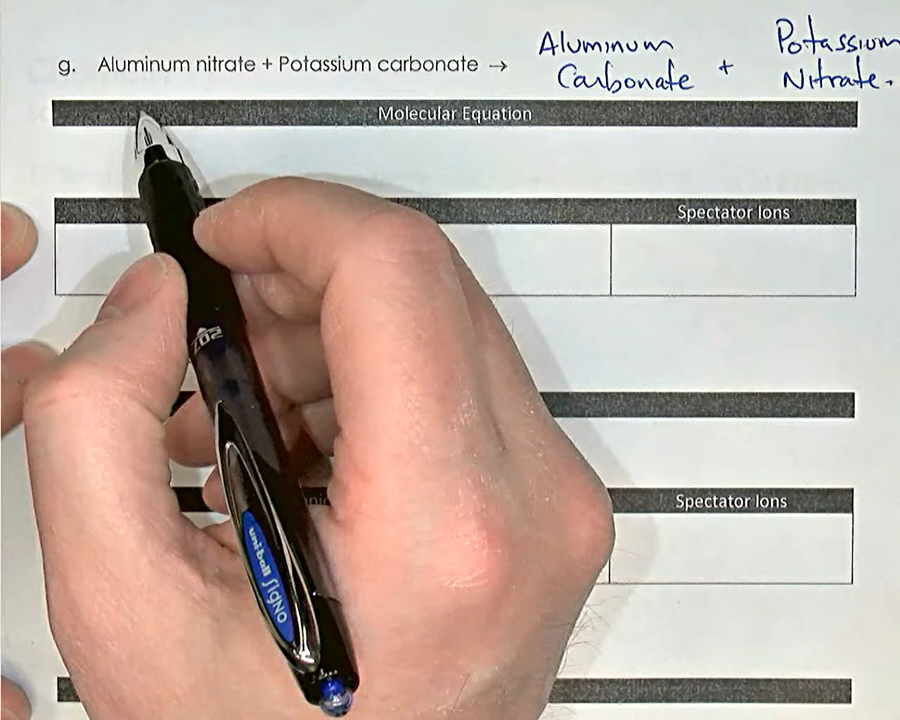 g. Aluminum nitrate + Potassium carbonate → Aluminum Carbonate + Potassium Nitrate.
Molecular Equation
Spectator Ions
Spectator Ions
uni-ball SIGNO
207